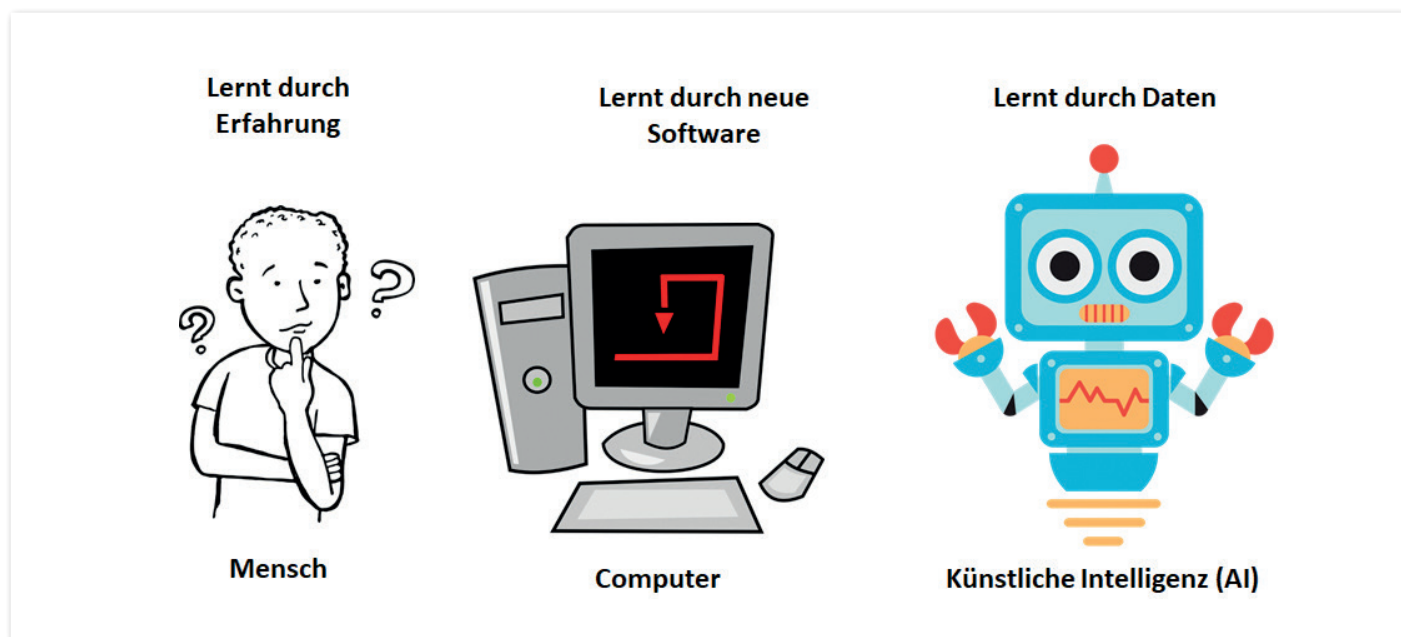 Lernt durch
Erfahrung
Lernt durch neue
Software
Lernt durch Daten
?
?
Mensch
Computer
Künstliche Intelligenz (AI)